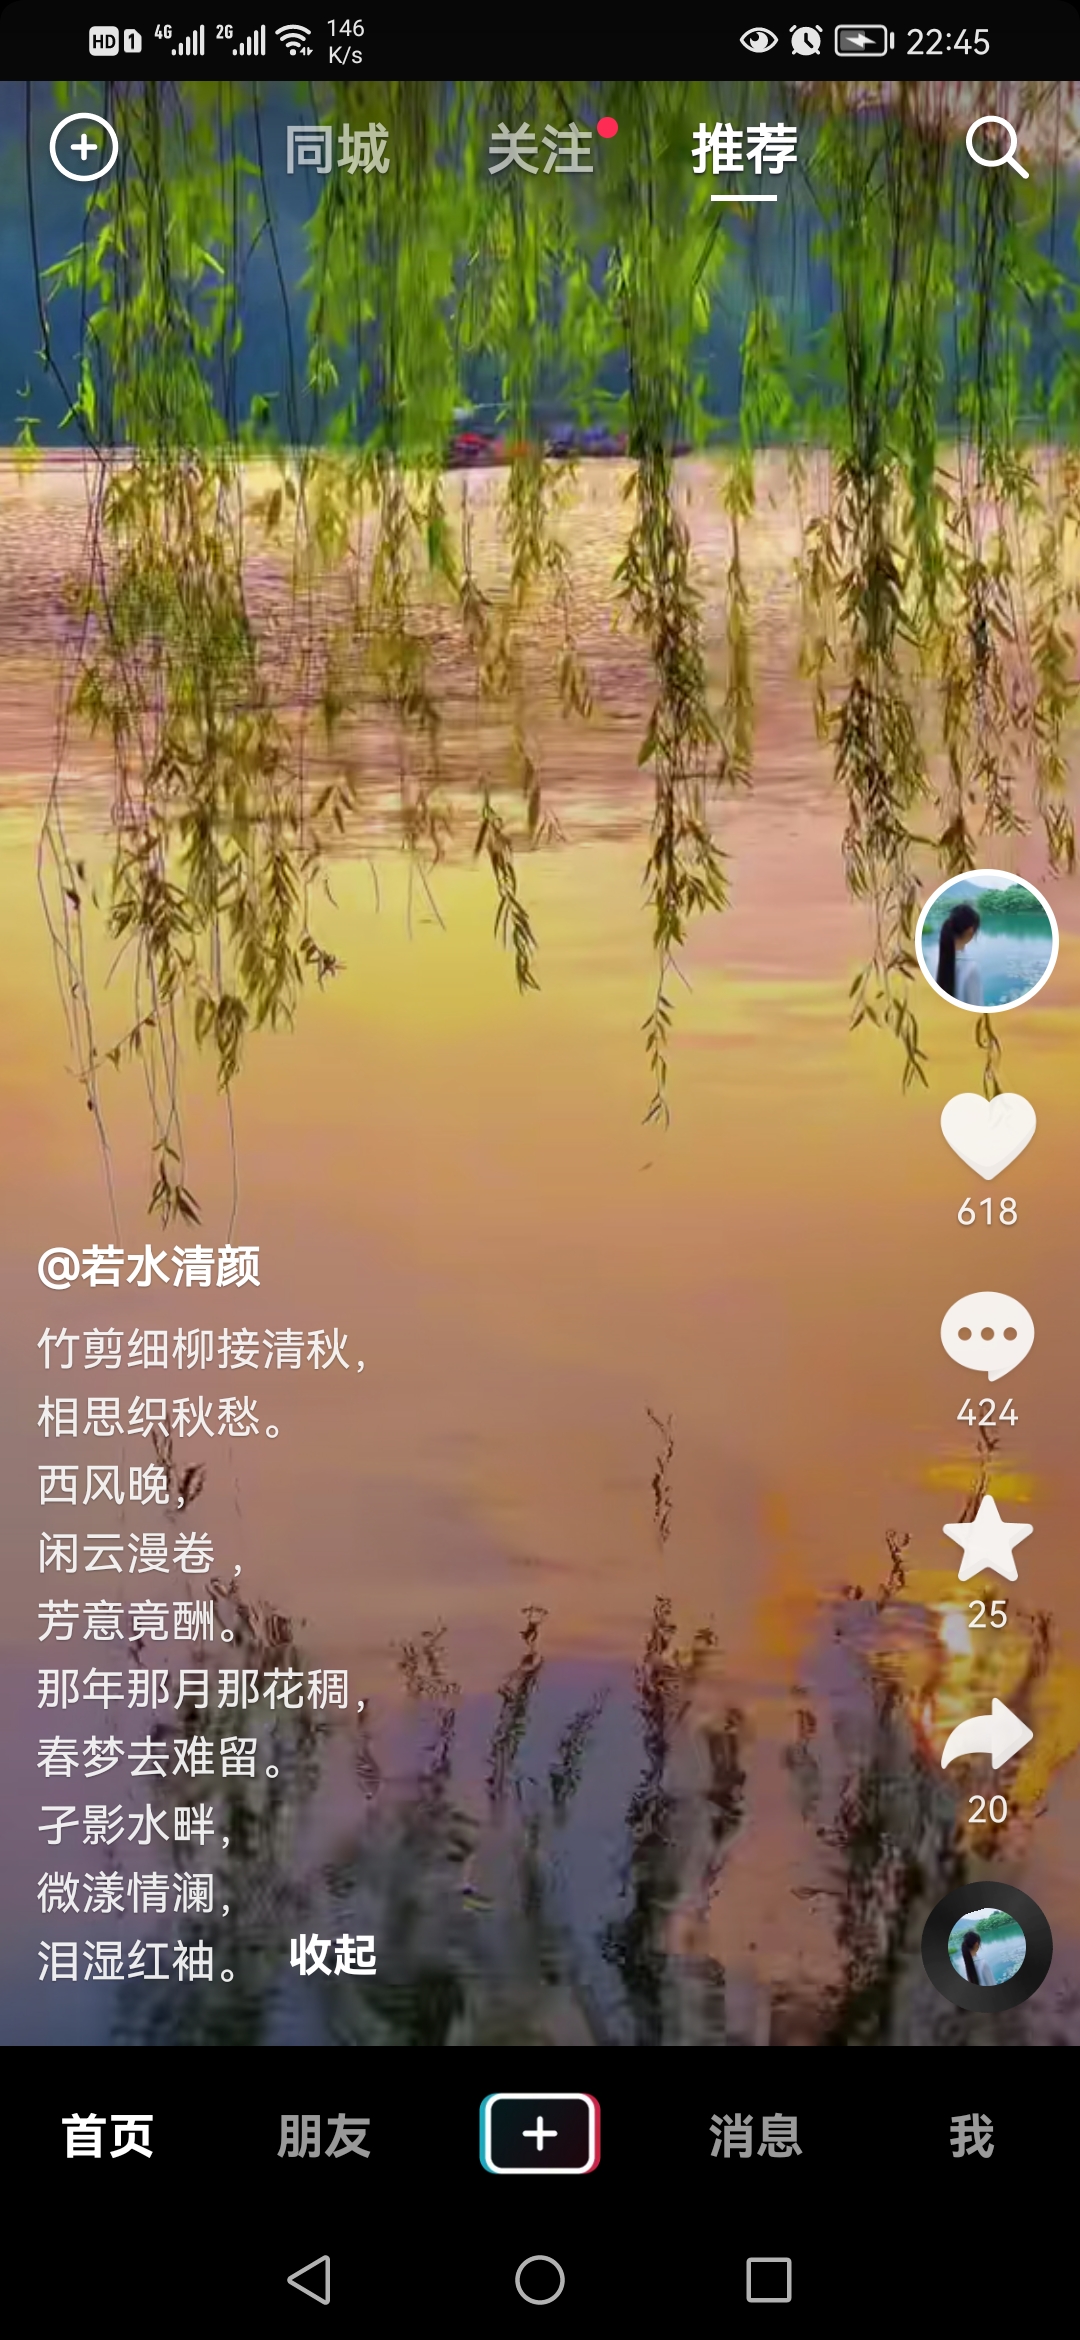 HD 1 4G 2G 146 K/s 22:45
同城 关注 推荐
618
424
25
20
@若水清颜
竹剪细柳接清秋，
相思织秋愁。
西风晚，
闲云漫卷 ，
芳意竟酬。
那年那月那花稠，
春梦去难留。
孑影水畔，
微漾情澜，
泪湿红袖。 收起
首页 朋友 消息 我